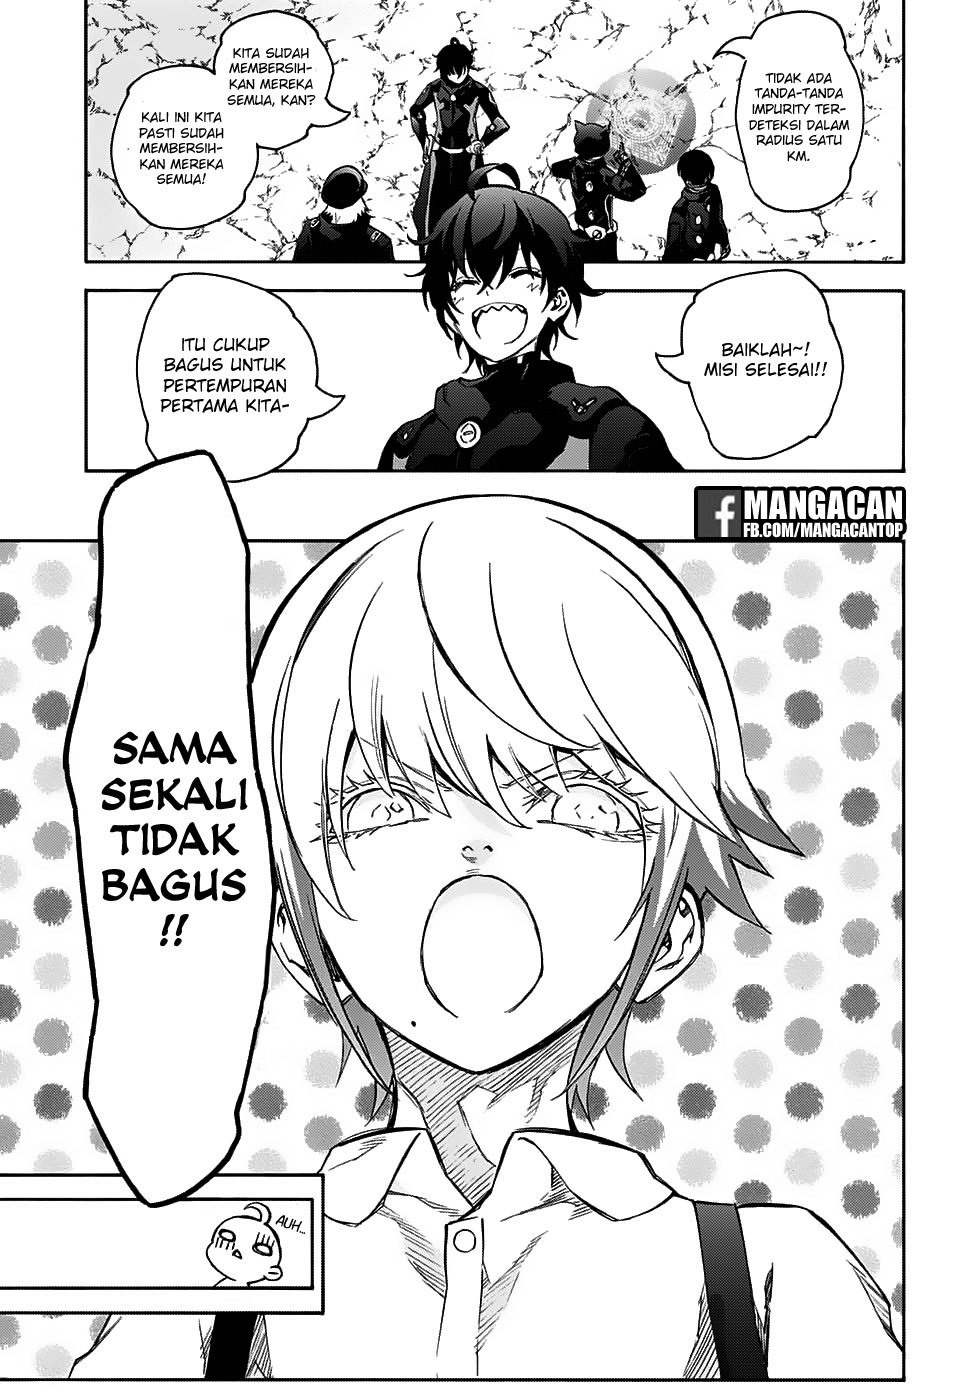 TIDAK ADA
TANDA-TANDA
IMPURITY TER-
DETEKSI DALAM
RADIUS SATU
KM.
KITA SUDAH
MEMBERSIH-
KAN MEREKA
SEMUA, KAN?
KALI INI KITA
PASTI SUDAH
MEMBERSIH-
KAN MEREKA
SEMUA!
BAIKLAH~!
MISI SELESAI!!
ITU CUKUP
BAGUS UNTUK
PERTEMPURAN
PERTAMA KITA-
f MANGACAN
FB.COM/MANGACANTOP
SAMA
SEKALI
TIDAK
BAGUS
!!
AUH...